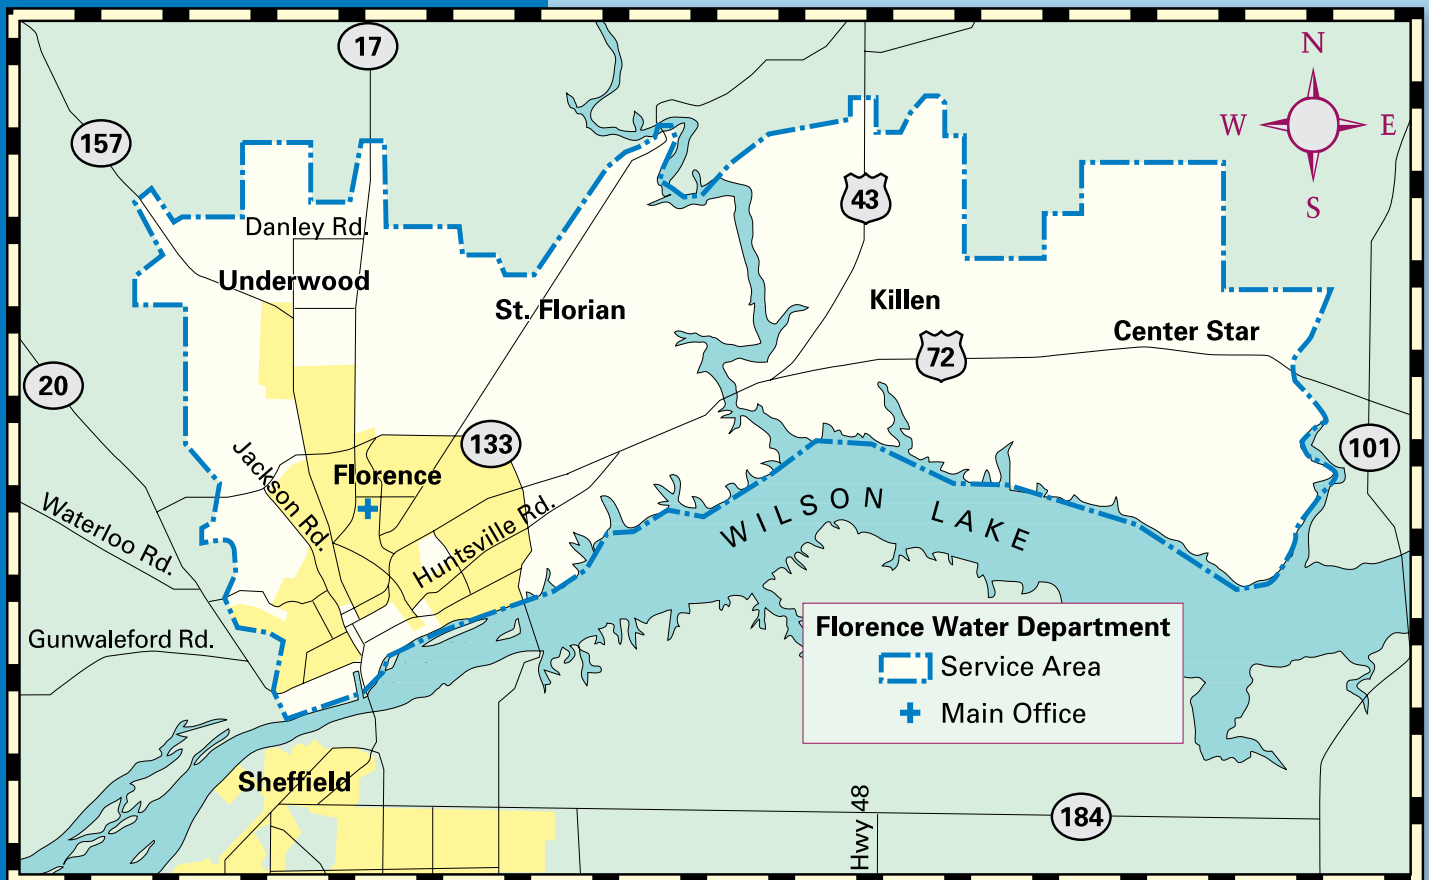 17
N
157
W
E
43
S
Danley Rd.
Underwood
Killen
St. Florian
Center Star
72
20
133
101
Jackson Rd.
Florence
Waterloo Rd.
Huntsville Rd.
WILSON LAKE
Gunwaleford Rd.
Florence Water Department
Service Area
Main Office
Sheffield
Hwy 48
184